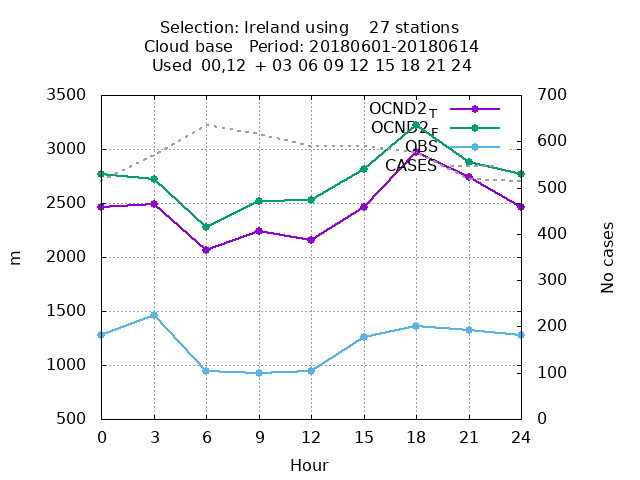 Selection: Ireland using    27 stations
Cloud base   Period: 20180601-20180614
Used  00,12  + 03 06 09 12 15 18 21 24
OCND2T
OCND2F
OBS
CASES
3500
3000
2500
2000
1500
1000
500
m
700
600
500
400
300
200
100
0
No cases
0 3 6 9 12 15 18 21 24
Hour